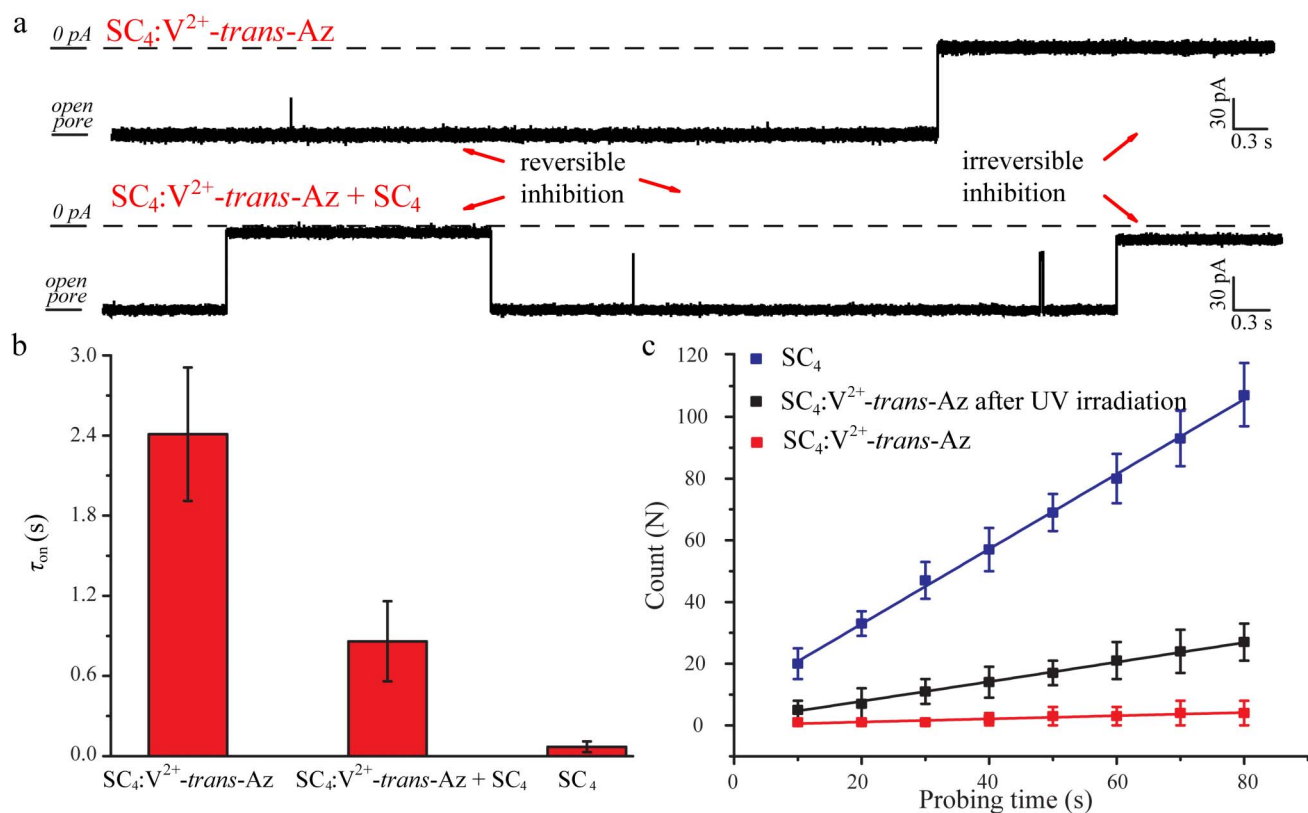 a
SC₄:V²⁺-trans-Az
0 pA
open
pore
30 pA
0.3 s
reversible
inhibition
irreversible
inhibition
SC₄:V²⁺-trans-Az + SC₄
0 pA
open
pore
30 pA
0.3 s
b
3.0
2.4
1.8
1.2
0.6
0.0
τon (s)
SC₄:V²⁺-trans-Az
SC₄:V²⁺-trans-Az + SC₄
SC₄
c
120
100
80
60
40
20
0
Count (N)
SC₄
SC₄:V²⁺-trans-Az after UV irradiation
SC₄:V²⁺-trans-Az
0 20 40 60 80
Probing time (s)